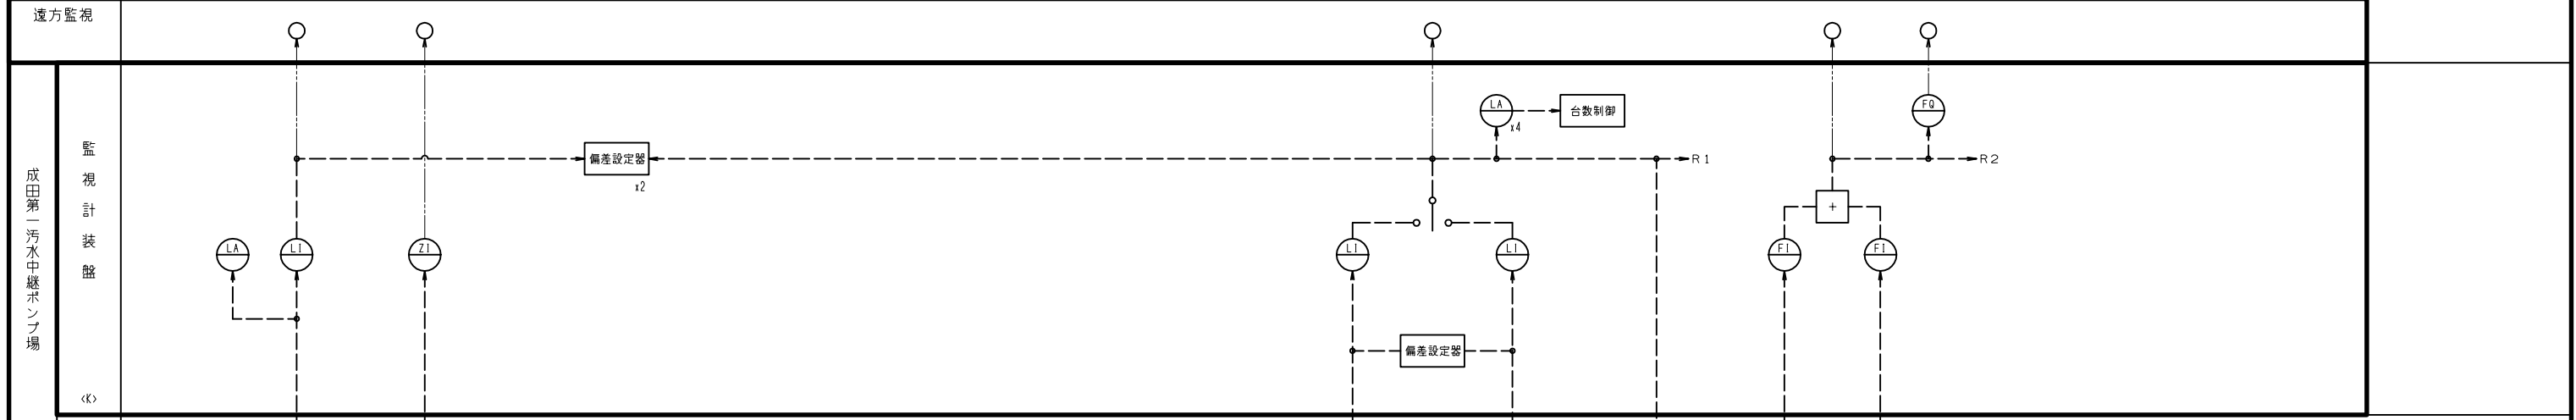 遠方監視
LA
x4
台数制御
FQ
偏差設定器
x2
R1
R2
+
LA
LI
ZI
LI
LI
FI
FI
偏差設定器
成田第一汚水中継ポンプ場
監視計装盤
<K>